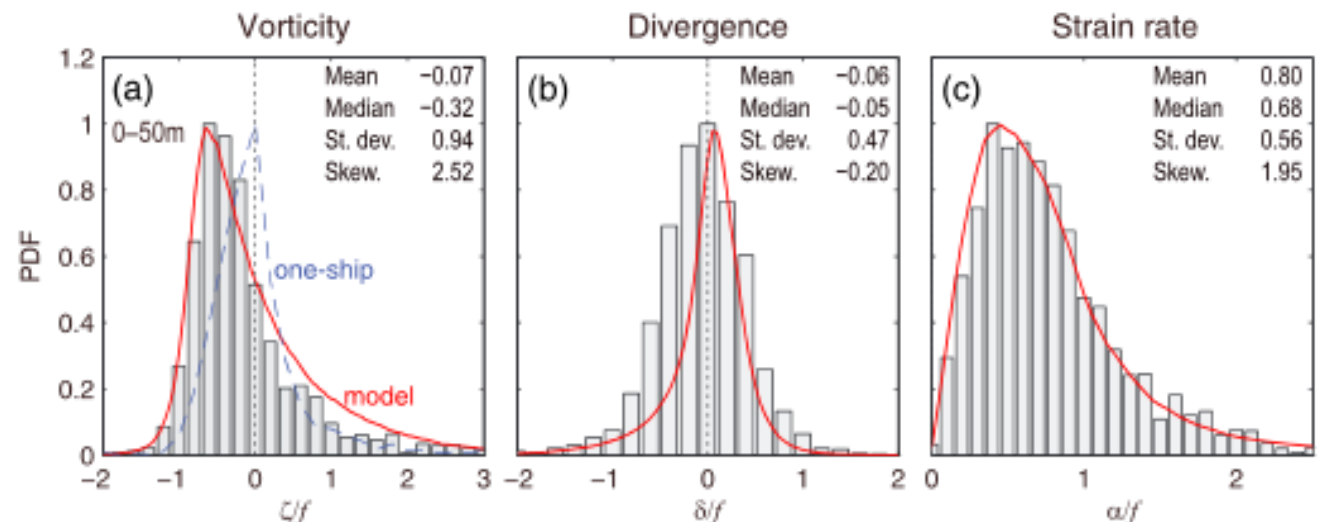 Vorticity
Divergence
Strain rate
1.2
1
0.8
0.6
0.4
0.2
0
PDF
(a)
0–50m
Mean −0.07
Median −0.32
St. dev. 0.94
Skew. 2.52
one-ship
model
−2 −1 0 1 2 3
ζ/f
(b)
Mean −0.06
Median −0.05
St. dev. 0.47
Skew. −0.20
−2 −1 0 1 2
δ/f
(c)
Mean 0.80
Median 0.68
St. dev. 0.56
Skew. 1.95
0 1 2
α/f